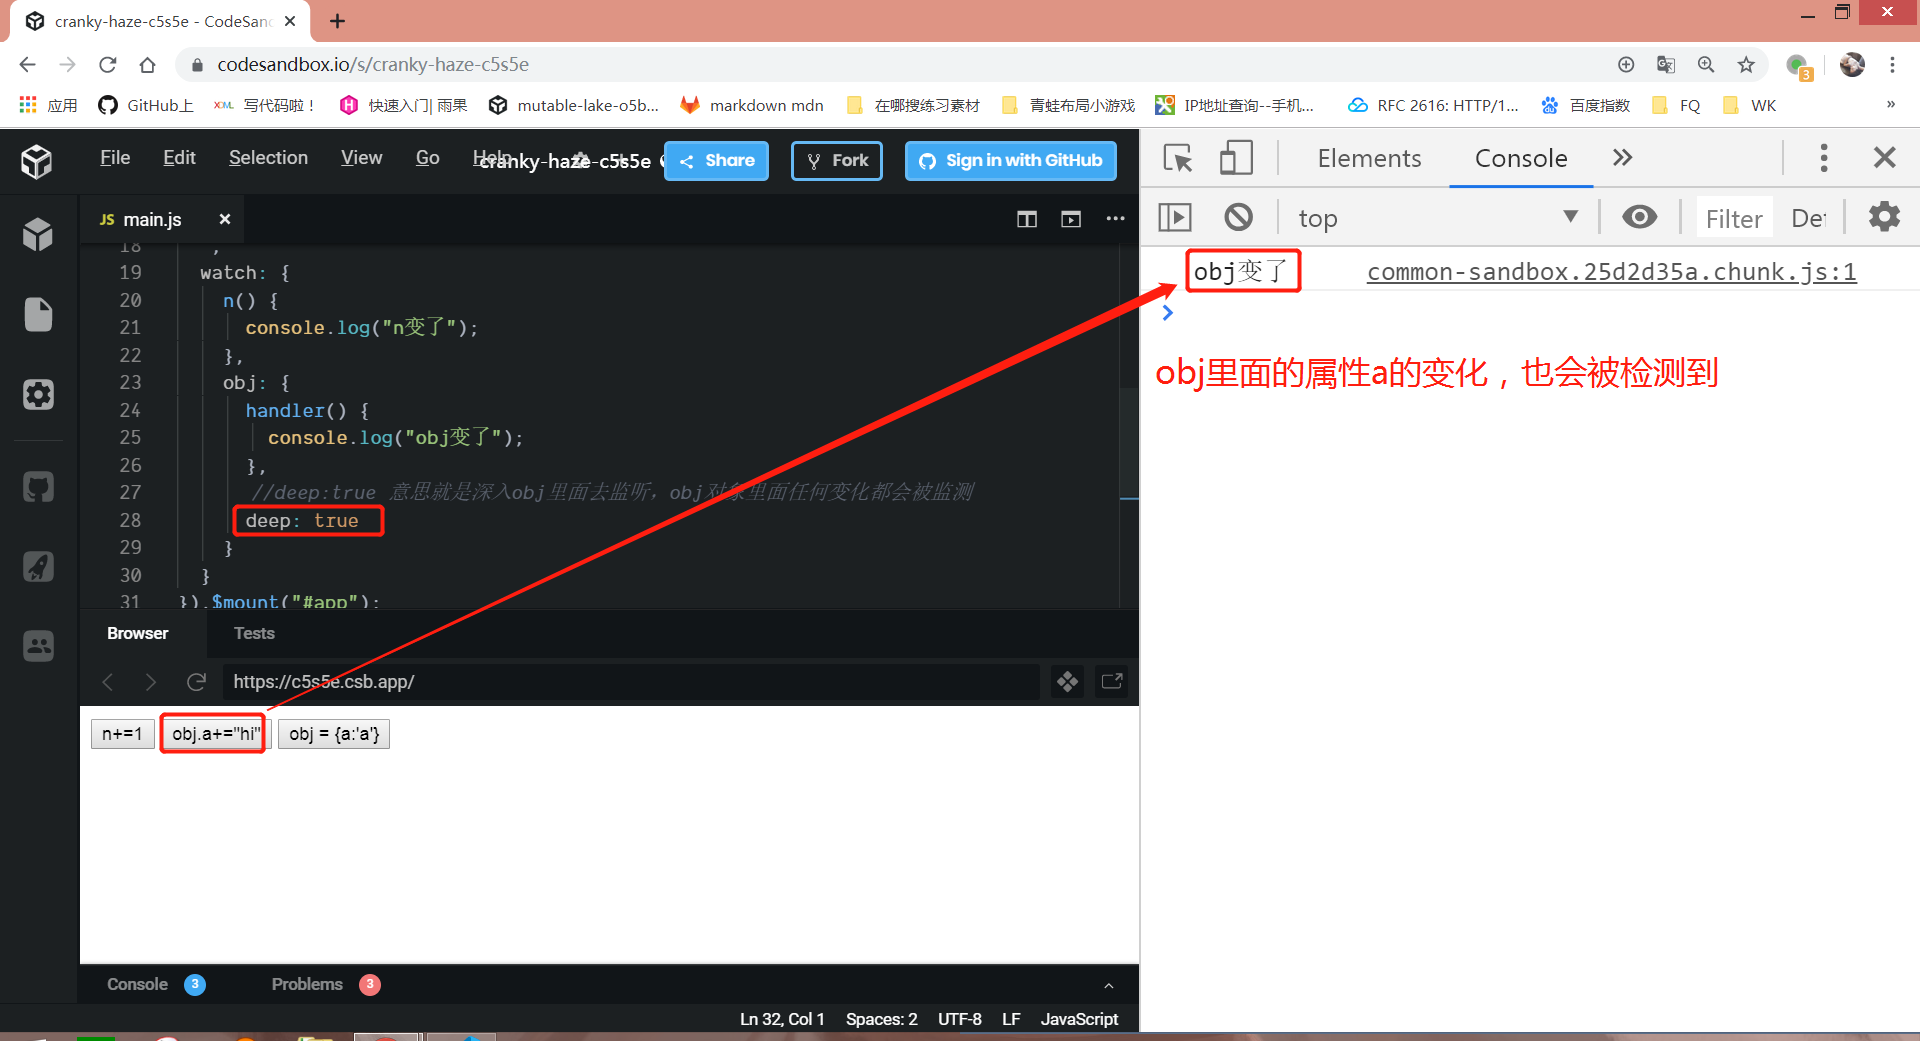 cranky-haze-c5s5e - CodeSand
codesandbox.io/s/cranky-haze-c5s5e
3
应用
GitHub上
XML
写代码啦！
快速入门| 雨果
mutable-lake-o5b...
markdown mdn
在哪搜练习素材
青蛙布局小游戏
IP地址查询--手机...
RFC 2616: HTTP/1...
百度指数
FQ
WK
»
File
Edit
Selection
View
Go
Help
cranky-haze-c5s5e
Share
Fork
Sign in with GitHub
JS main.js
18 ,
19 watch: {
20 n() {
21 console.log("n变了");
22 },
23 obj: {
24 handler() {
25 console.log("obj变了");
26 },
27 //deep:true 意思就是深入obj里面去监听，obj对象里面任何变化都会被监测
28 deep: true
29 }
30 }
31 }).$mount("#app");
Browser
Tests
https://c5s5e.csb.app/
n+=1
obj.a+="hi"
obj = {a:'a'}
Console 3
Problems 3
Ln 32, Col 1
Spaces: 2
UTF-8
LF
JavaScript
Elements
Console
top
Filter
De
obj变了
common-sandbox.25d2d35a.chunk.js:1
obj里面的属性a的变化，也会被检测到